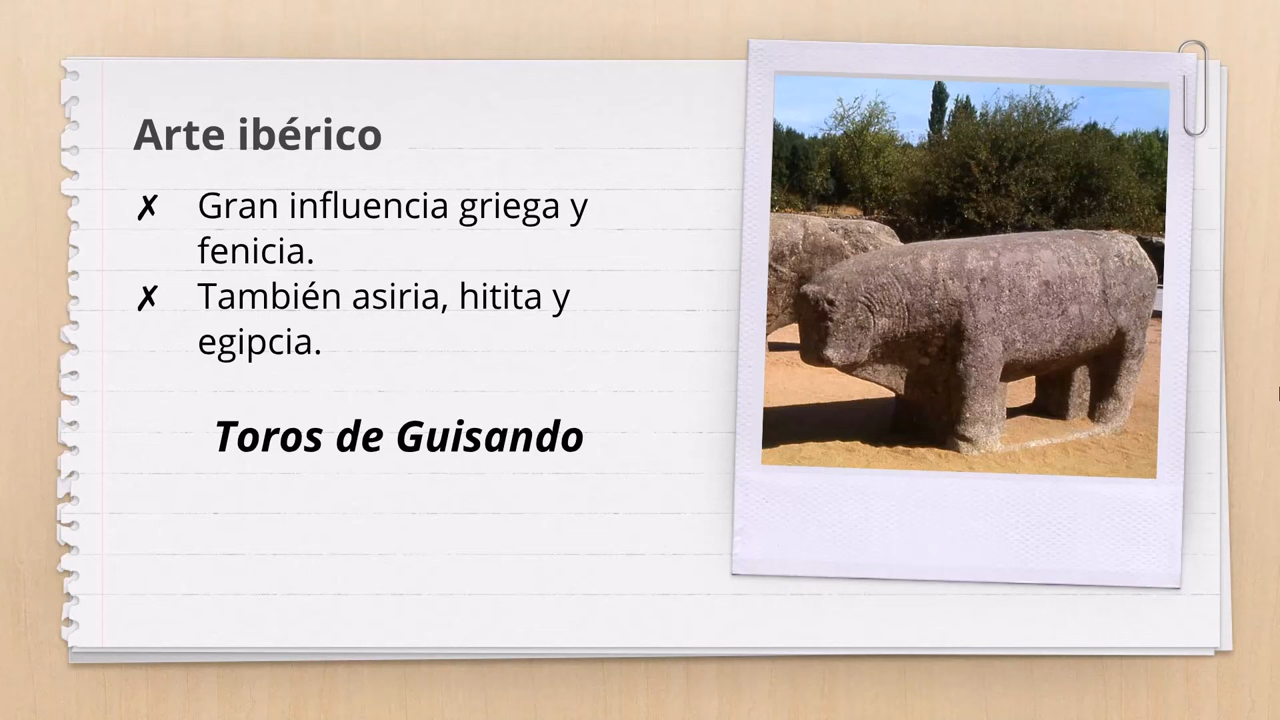 Arte ibérico
✗ Gran influencia griega y
fenicia.
✗ También asiria, hitita y
egipcia.
Toros de Guisando